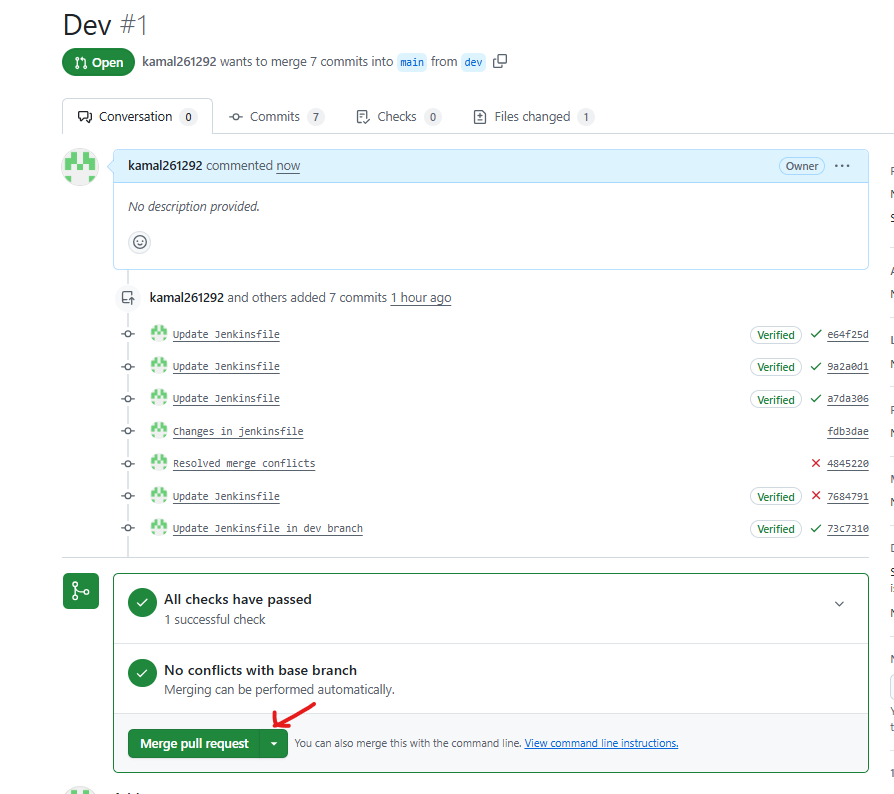 Dev #1
Open kamal261292 wants to merge 7 commits into main from dev
Conversation 0 Commits 7 Checks 0 Files changed 1
kamal261292 commented now Owner
No description provided.
kamal261292 and others added 7 commits 1 hour ago
Update Jenkinsfile Verified e64f25d
Update Jenkinsfile Verified 9a2a0d1
Update Jenkinsfile Verified a7da306
Changes in jenkinsfile fdb3dae
Resolved merge conflicts 4845220
Update Jenkinsfile Verified 7684791
Update Jenkinsfile in dev branch Verified 73c7310
All checks have passed
1 successful check
No conflicts with base branch
Merging can be performed automatically.
Merge pull request You can also merge this with the command line. View command line instructions.